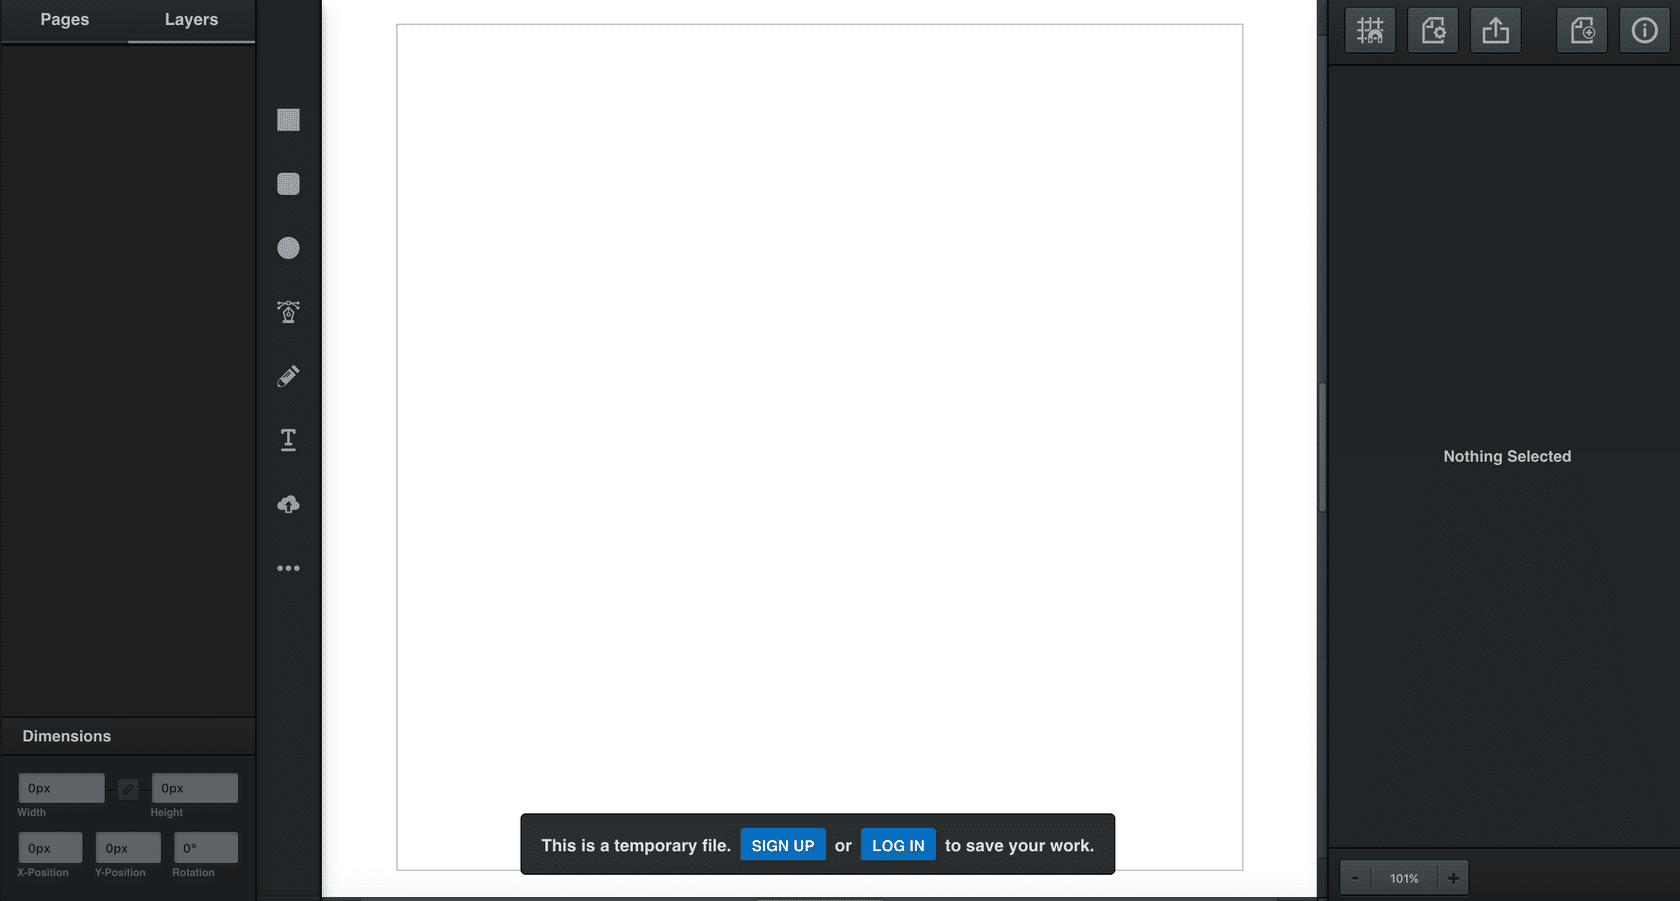 Pages Layers
Nothing Selected
Dimensions
0px 0px
Width Height
0px 0px 0°
X-Position Y-Position Rotation
This is a temporary file. SIGN UP or LOG IN to save your work.
- 101% +